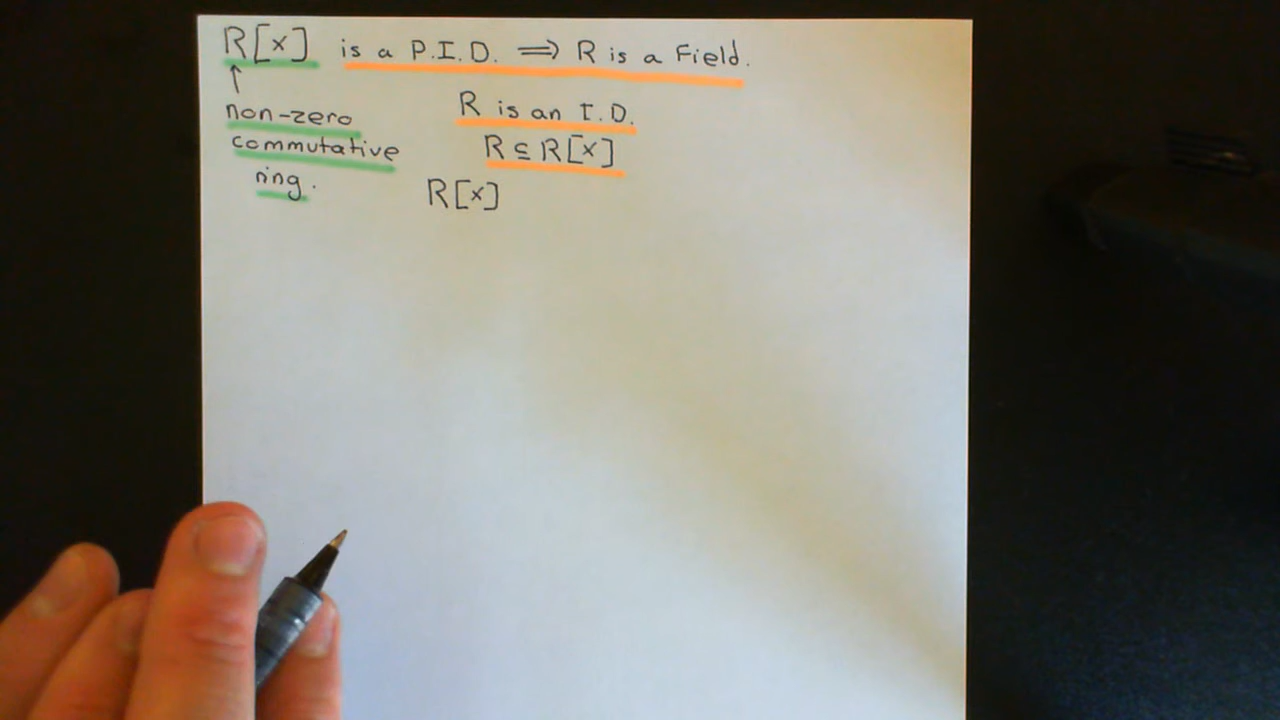 R[x] is a P.I.D. ⟹ R is a Field.
↑
non-zero
commutative
ring.
R is an I.D.
R ⊆ R[x]
R[x]